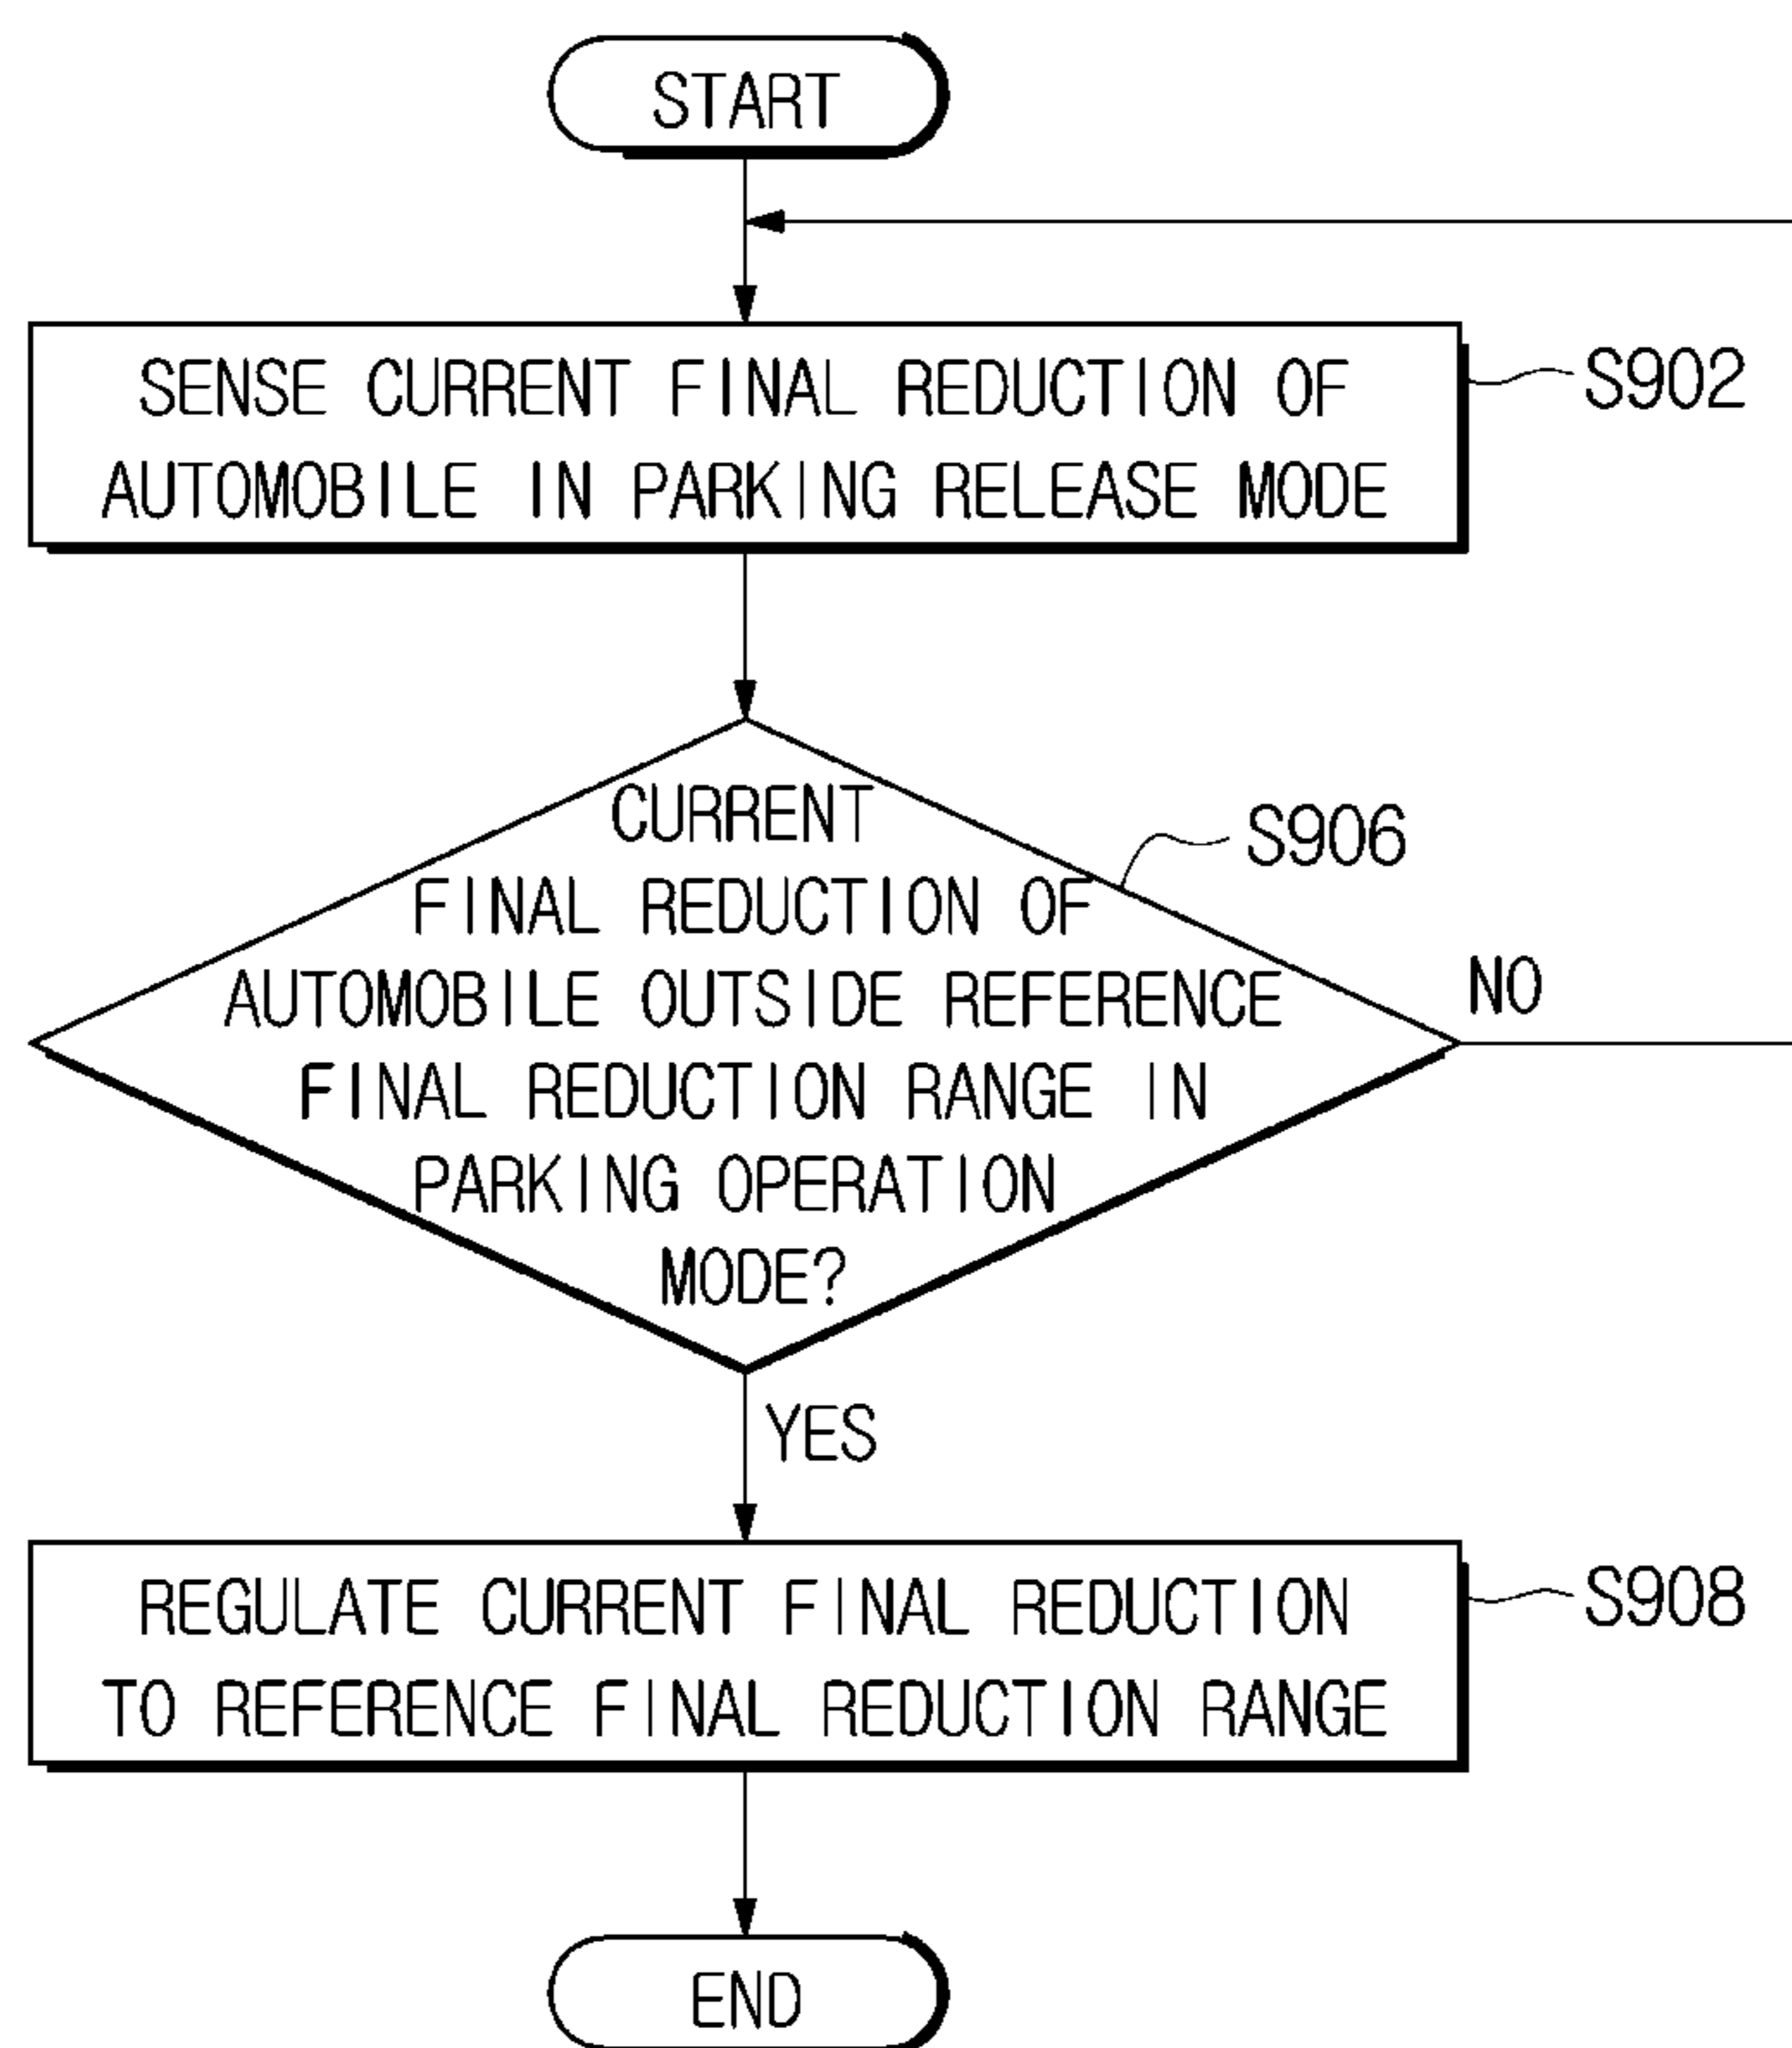 START
SENSE CURRENT FINAL REDUCTION OF
AUTOMOBILE IN PARKING RELEASE MODE
S902
CURRENT
FINAL REDUCTION OF
AUTOMOBILE OUTSIDE REFERENCE
FINAL REDUCTION RANGE IN
PARKING OPERATION
MODE?
S906
NO
YES
REGULATE CURRENT FINAL REDUCTION
TO REFERENCE FINAL REDUCTION RANGE
S908
END